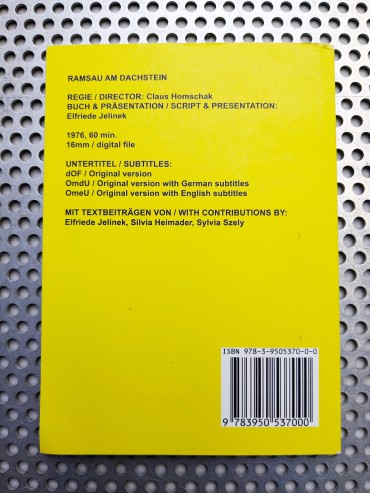 RAMSAU AM DACHSTEIN
REGIE / DIRECTOR: Claus Homschak
BUCH & PRÄSENTATION / SCRIPT & PRESENTATION:
Elfriede Jelinek
1976, 60 min.
16mm / digital file
UNTERTITEL / SUBTITLES:
dOF / Original version
OmdU / Original version with German subtitles
OmeU / Original version with English subtitles
MIT TEXTBEITRÄGEN VON / WITH CONTRIBUTIONS BY:
Elfriede Jelinek, Silvia Heimader, Sylvia Szely
ISBN 978-3-9505370-0-0
9 783950 537000